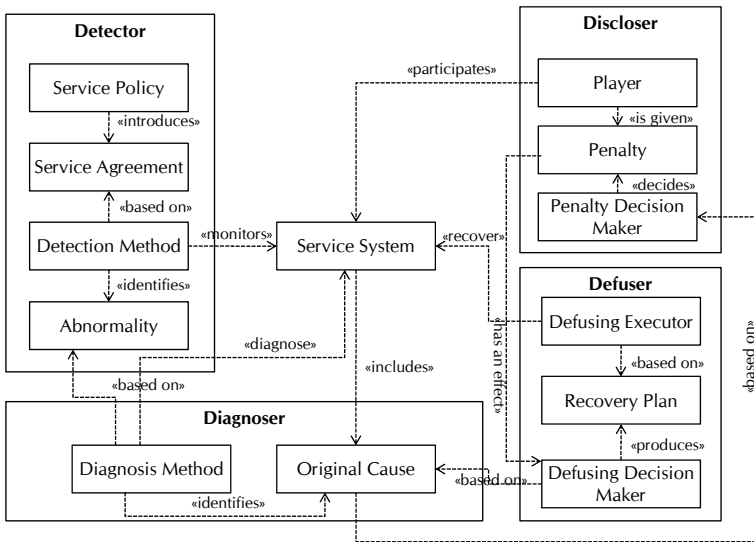 Detector
Service Policy
«introduces»
Service Agreement
«based on»
Detection Method
«identifies»
Abnormality
«based on»
«monitors»
Service System
«participates»
«recover»
«diagnose»
«includes»
Discloser
Player
«is given»
Penalty
«decides»
Penalty Decision
Maker
«has an effect»
«based on»
Defuser
Defusing Executor
«based on»
Recovery Plan
«produces»
Defusing Decision
Maker
Diagnoser
Diagnosis Method
«identifies»
Original Cause
«based on»